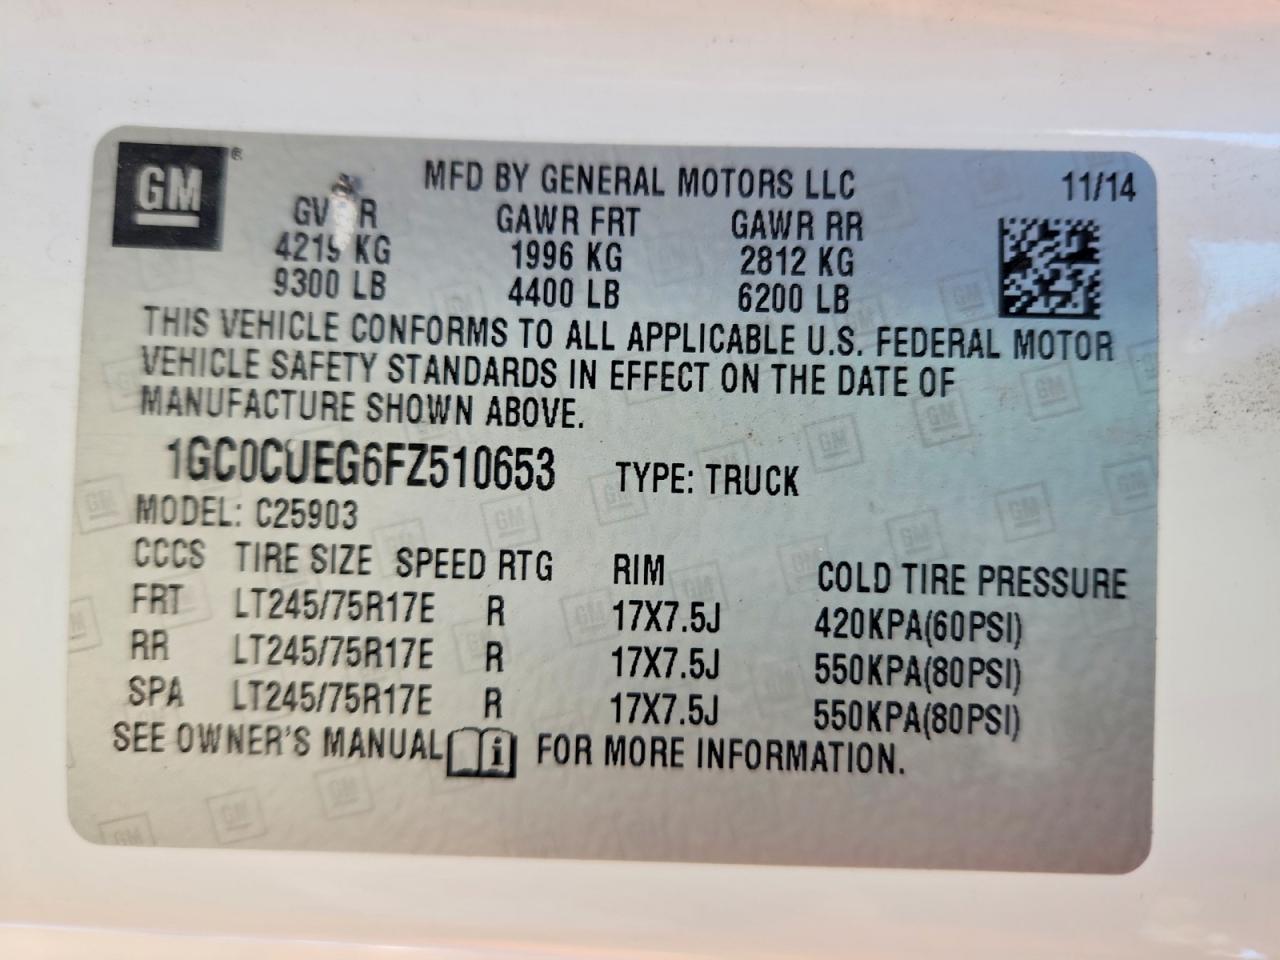 GM®
MFD BY GENERAL MOTORS LLC 11/14
GVWR GAWR FRT GAWR RR
4219 KG 1996 KG 2812 KG
9300 LB 4400 LB 6200 LB
THIS VEHICLE CONFORMS TO ALL APPLICABLE U.S. FEDERAL MOTOR
VEHICLE SAFETY STANDARDS IN EFFECT ON THE DATE OF
MANUFACTURE SHOWN ABOVE.
1GC0CUEG6FZ510653 TYPE: TRUCK
MODEL: C25903
CCCS TIRE SIZE SPEED RTG RIM COLD TIRE PRESSURE
FRT LT245/75R17E R 17X7.5J 420KPA(60PSI)
RR LT245/75R17E R 17X7.5J 550KPA(80PSI)
SPA LT245/75R17E R 17X7.5J 550KPA(80PSI)
SEE OWNER'S MANUAL i FOR MORE INFORMATION.